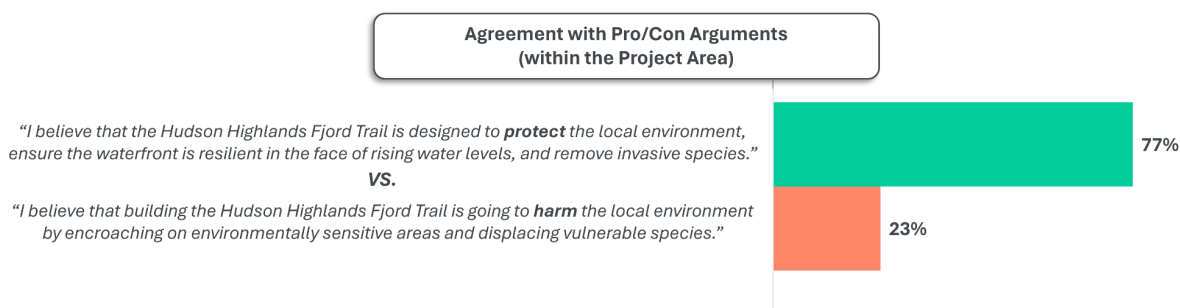 Agreement with Pro/Con Arguments
(within the Project Area)
“I believe that the Hudson Highlands Fjord Trail is designed to protect the local environment,
ensure the waterfront is resilient in the face of rising water levels, and remove invasive species.”
77%
VS.
“I believe that building the Hudson Highlands Fjord Trail is going to harm the local environment
by encroaching on environmentally sensitive areas and displacing vulnerable species.”
23%